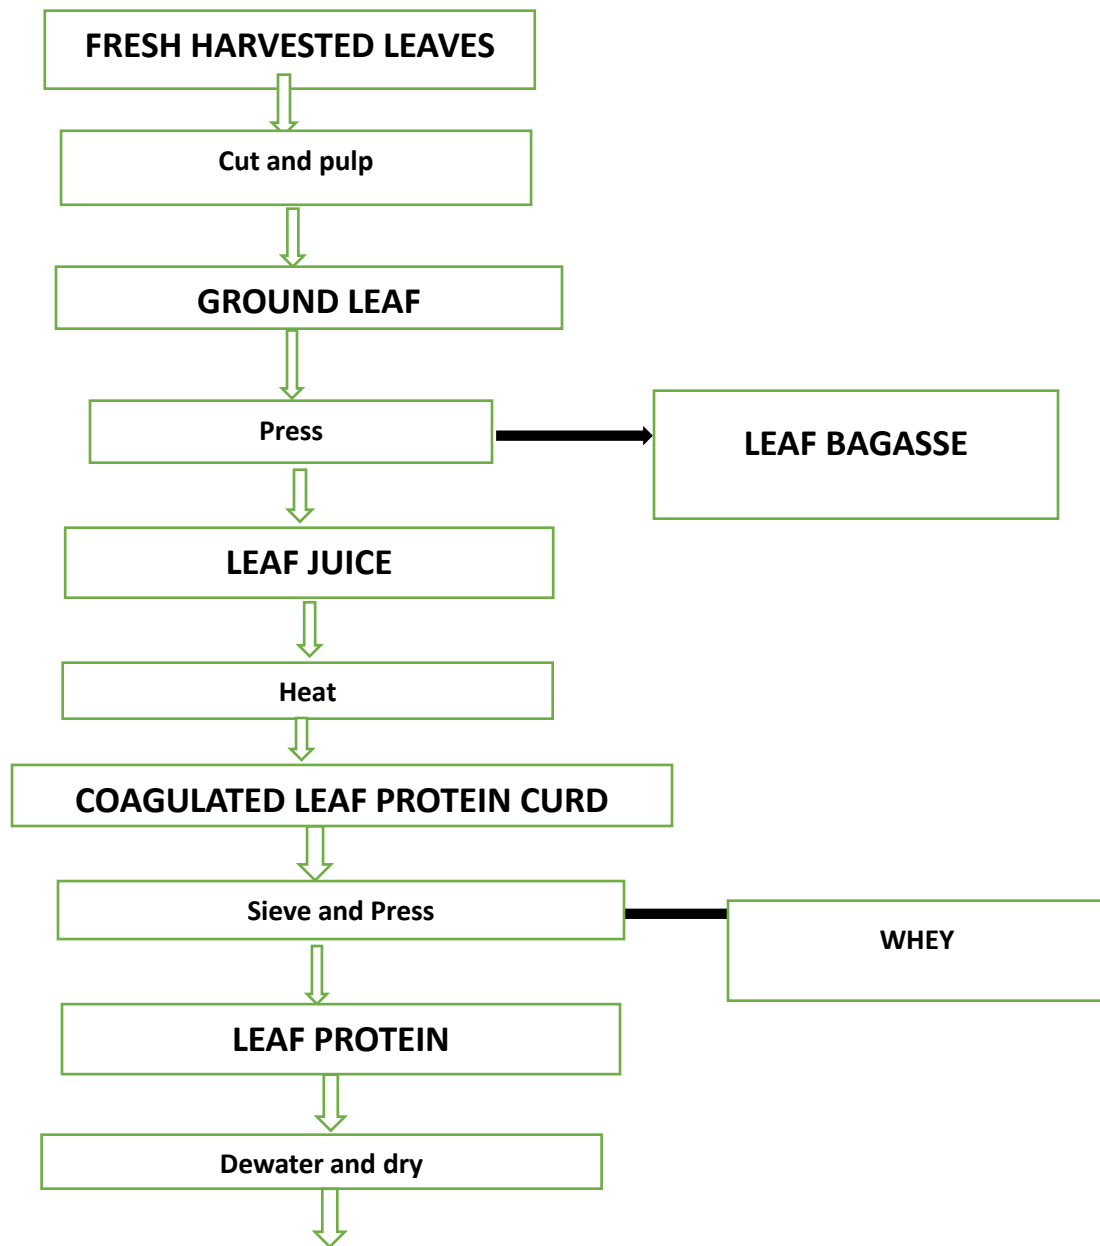 FRESH HARVESTED LEAVES
Cut and pulp
GROUND LEAF
Press
LEAF BAGASSE
LEAF JUICE
Heat
COAGULATED LEAF PROTEIN CURD
Sieve and Press
WHEY
LEAF PROTEIN
Dewater and dry